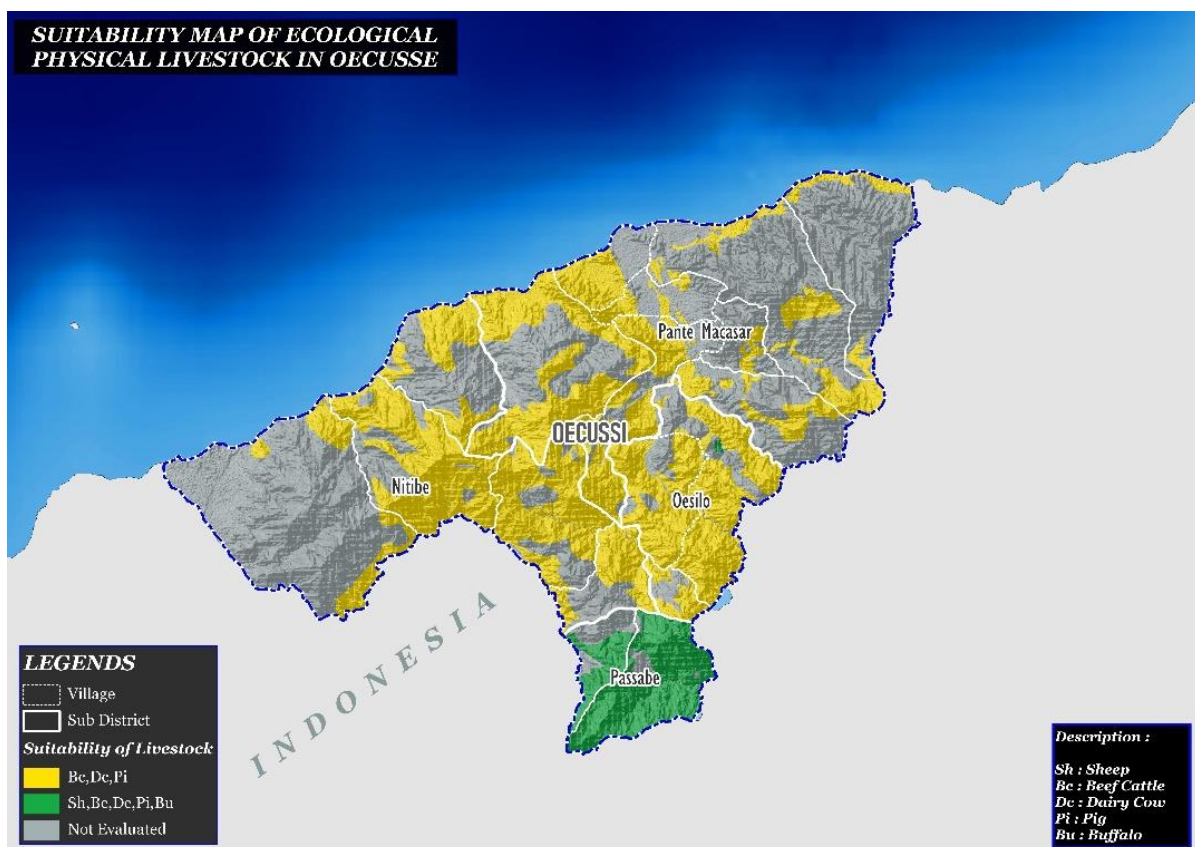 SUITABILITY MAP OF ECOLOGICAL
PHYSICAL LIVESTOCK IN OECUSSE
Pante Macasar
OECUSSI
Nitibe
Oesilo
INDONESIA
Passabe
LEGENDS
Village
Sub District
Suitability of Livestock
Bc,Dc,Pi
Sh,Bc,Dc,Pi,Bu
Not Evaluated
Description :
Sh : Sheep
Bc : Beef Cattle
Dc : Dairy Cow
Pi : Pig
Bu : Buffalo